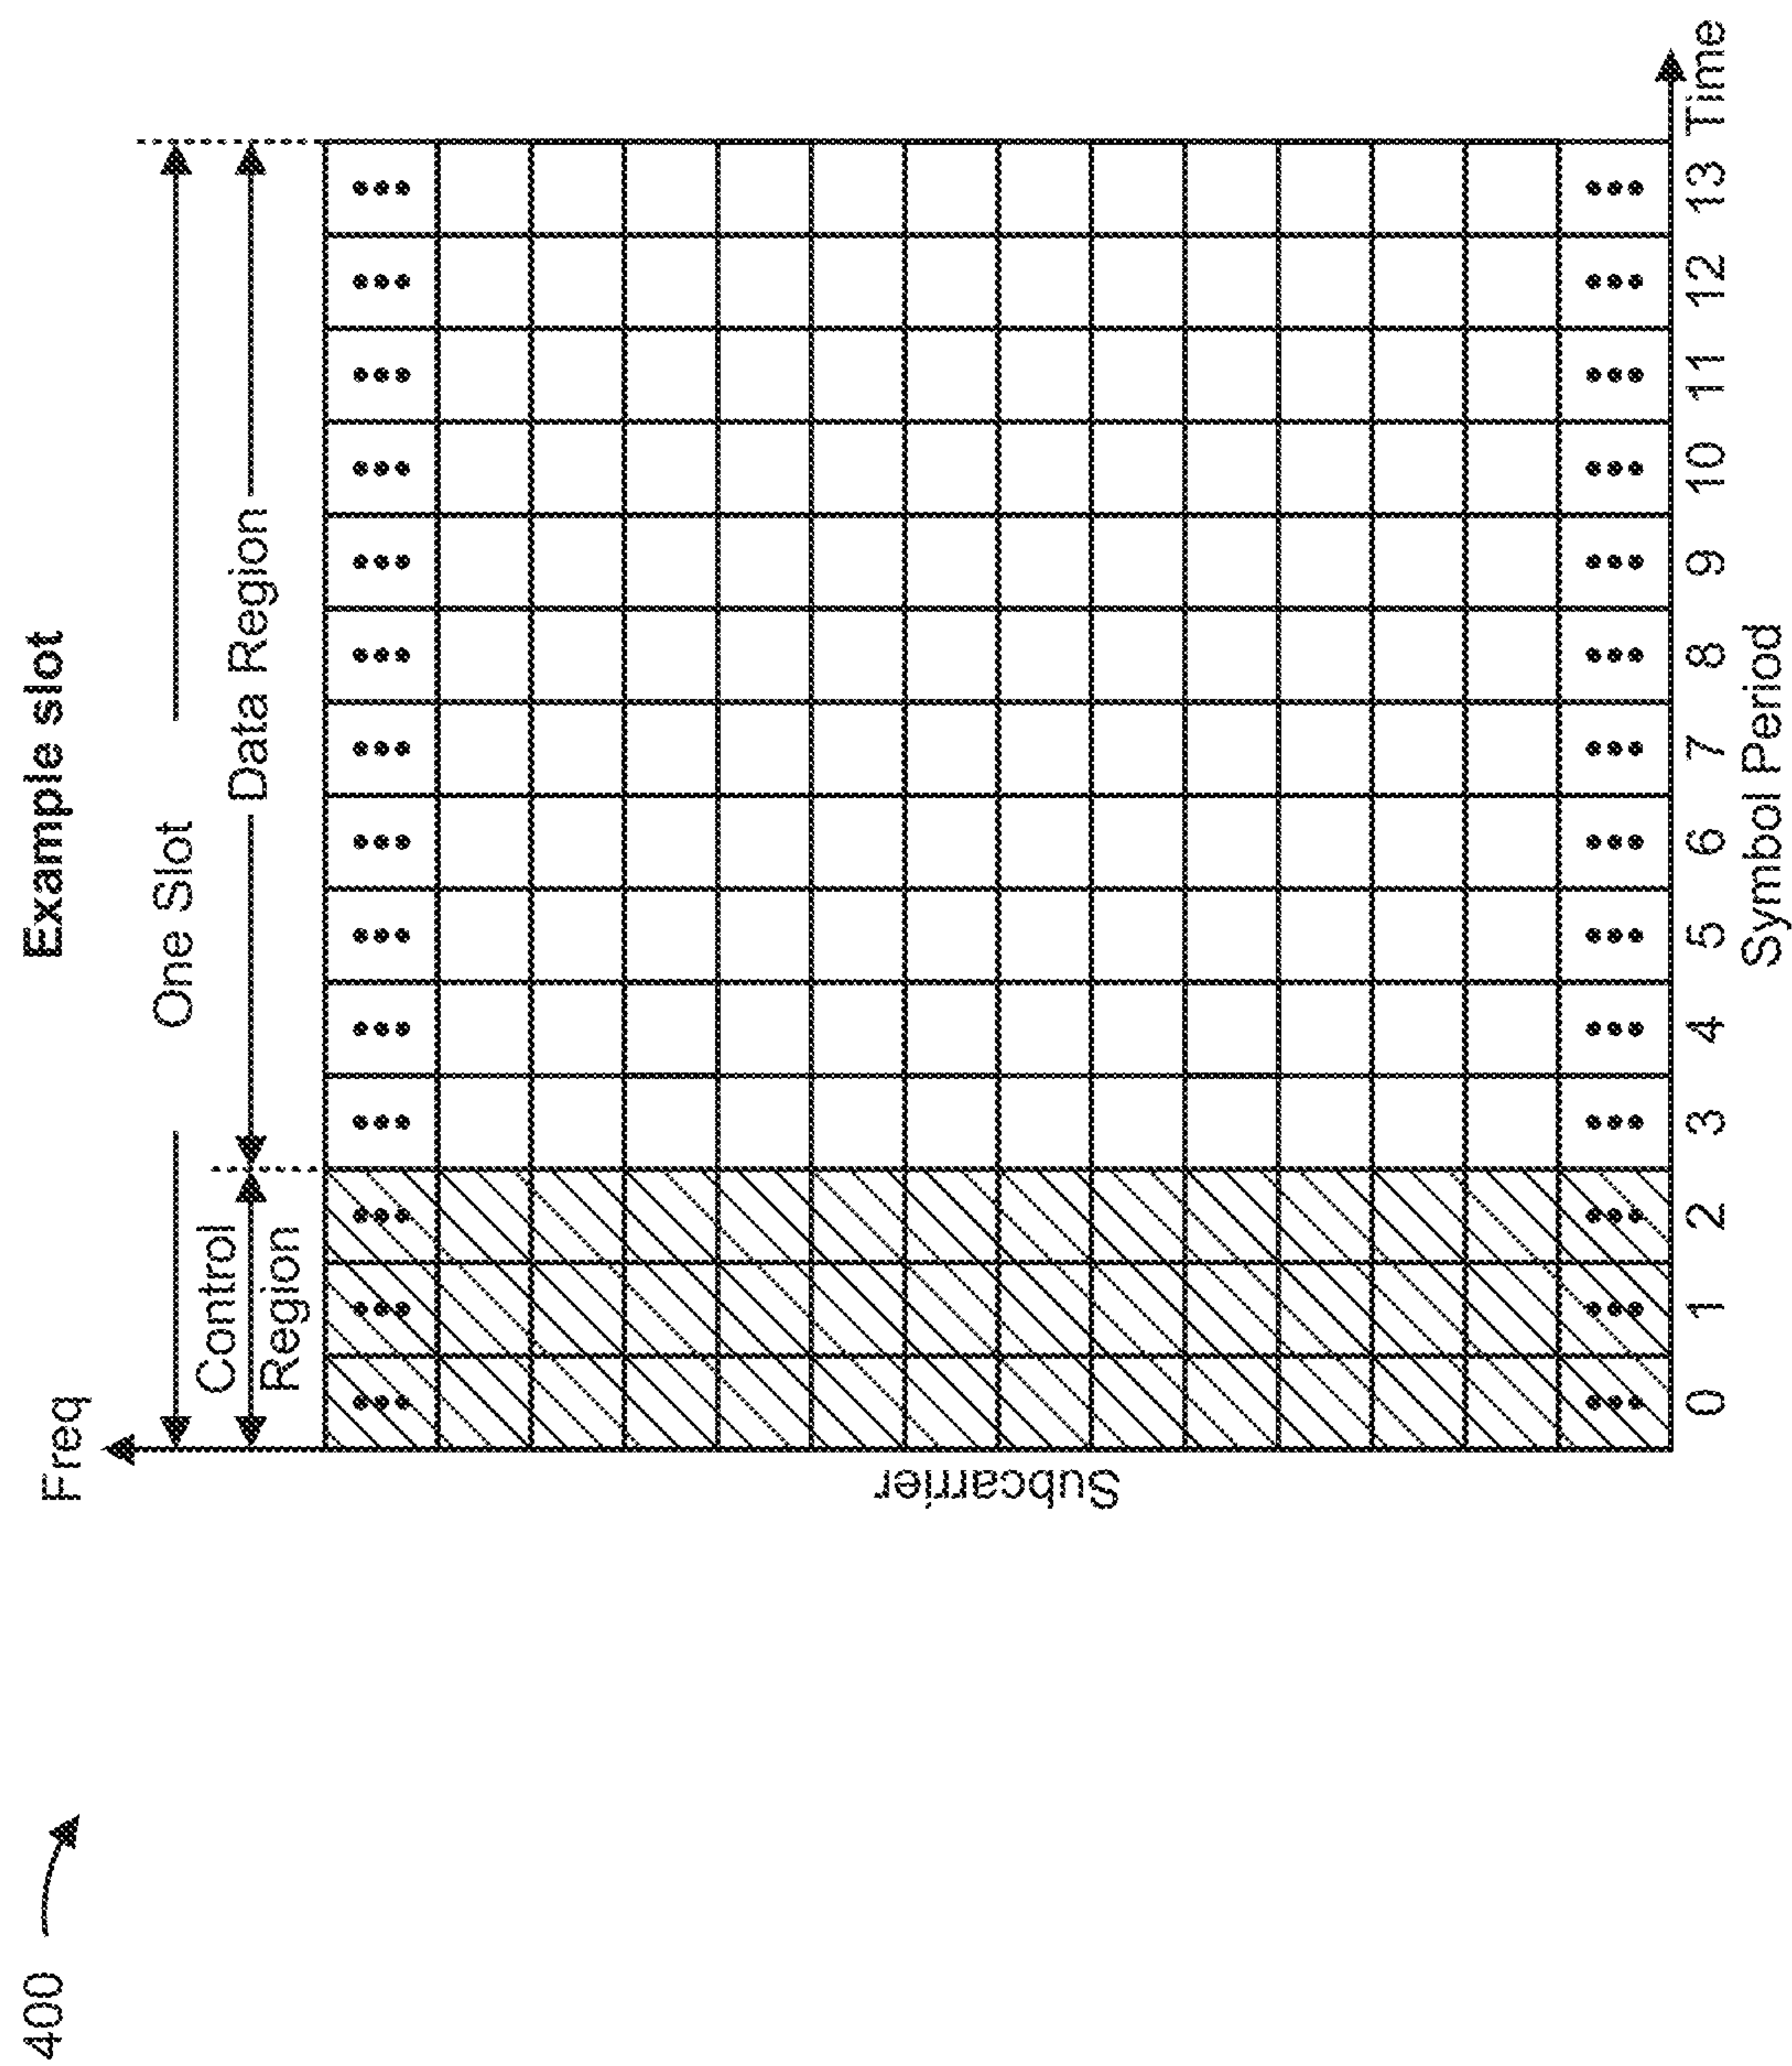 400
Example slot
Freq
One Slot
Control
Region
Data Region
Subcarrier
0 1 2 3 4 5 6 7 8 9 10 11 12 13 Time
Symbol Period